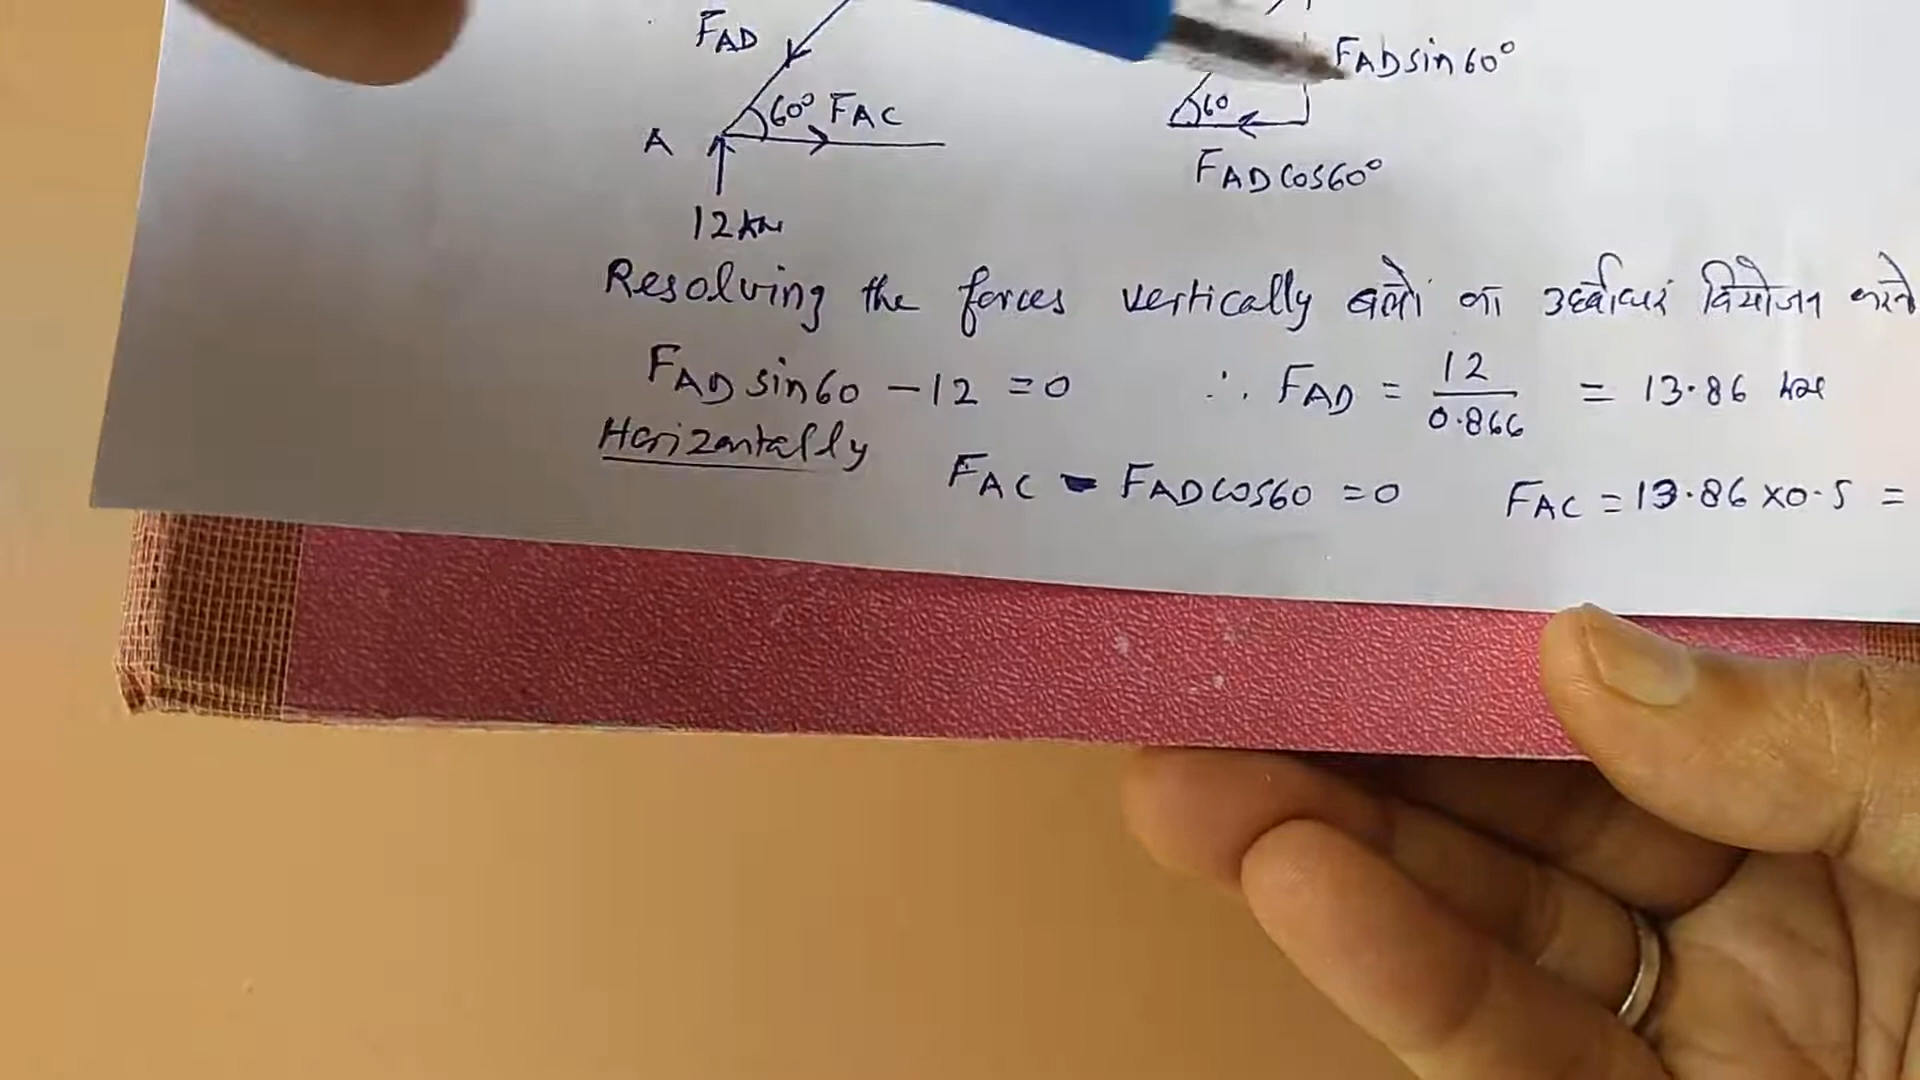 FAD
FADsin60°
60° FAC
60
A
FADcos60°
12kN
Resolving the forces vertically बलों का उर्ध्वाधर वियोजन करने
FADsin60 -12 =0 ∴ FAD = 12/0.866 = 13.86 kN
Horizontally
FAC - FADcos60 =0 FAC = 13.86 x0.5 =